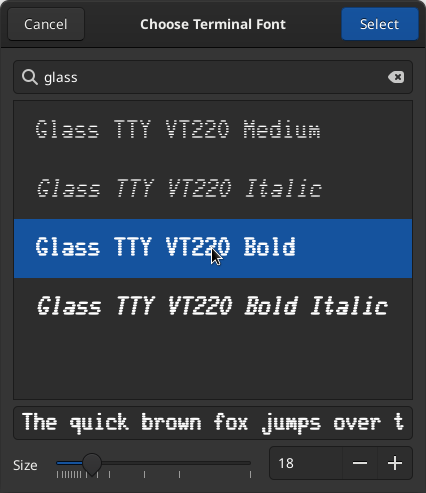 Cancel Choose Terminal Font Select
glass
Glass TTY VT220 Medium
Glass TTY VT220 Italic
Glass TTY VT220 Bold
Glass TTY VT220 Bold Italic
The quick brown fox jumps over t
Size 18